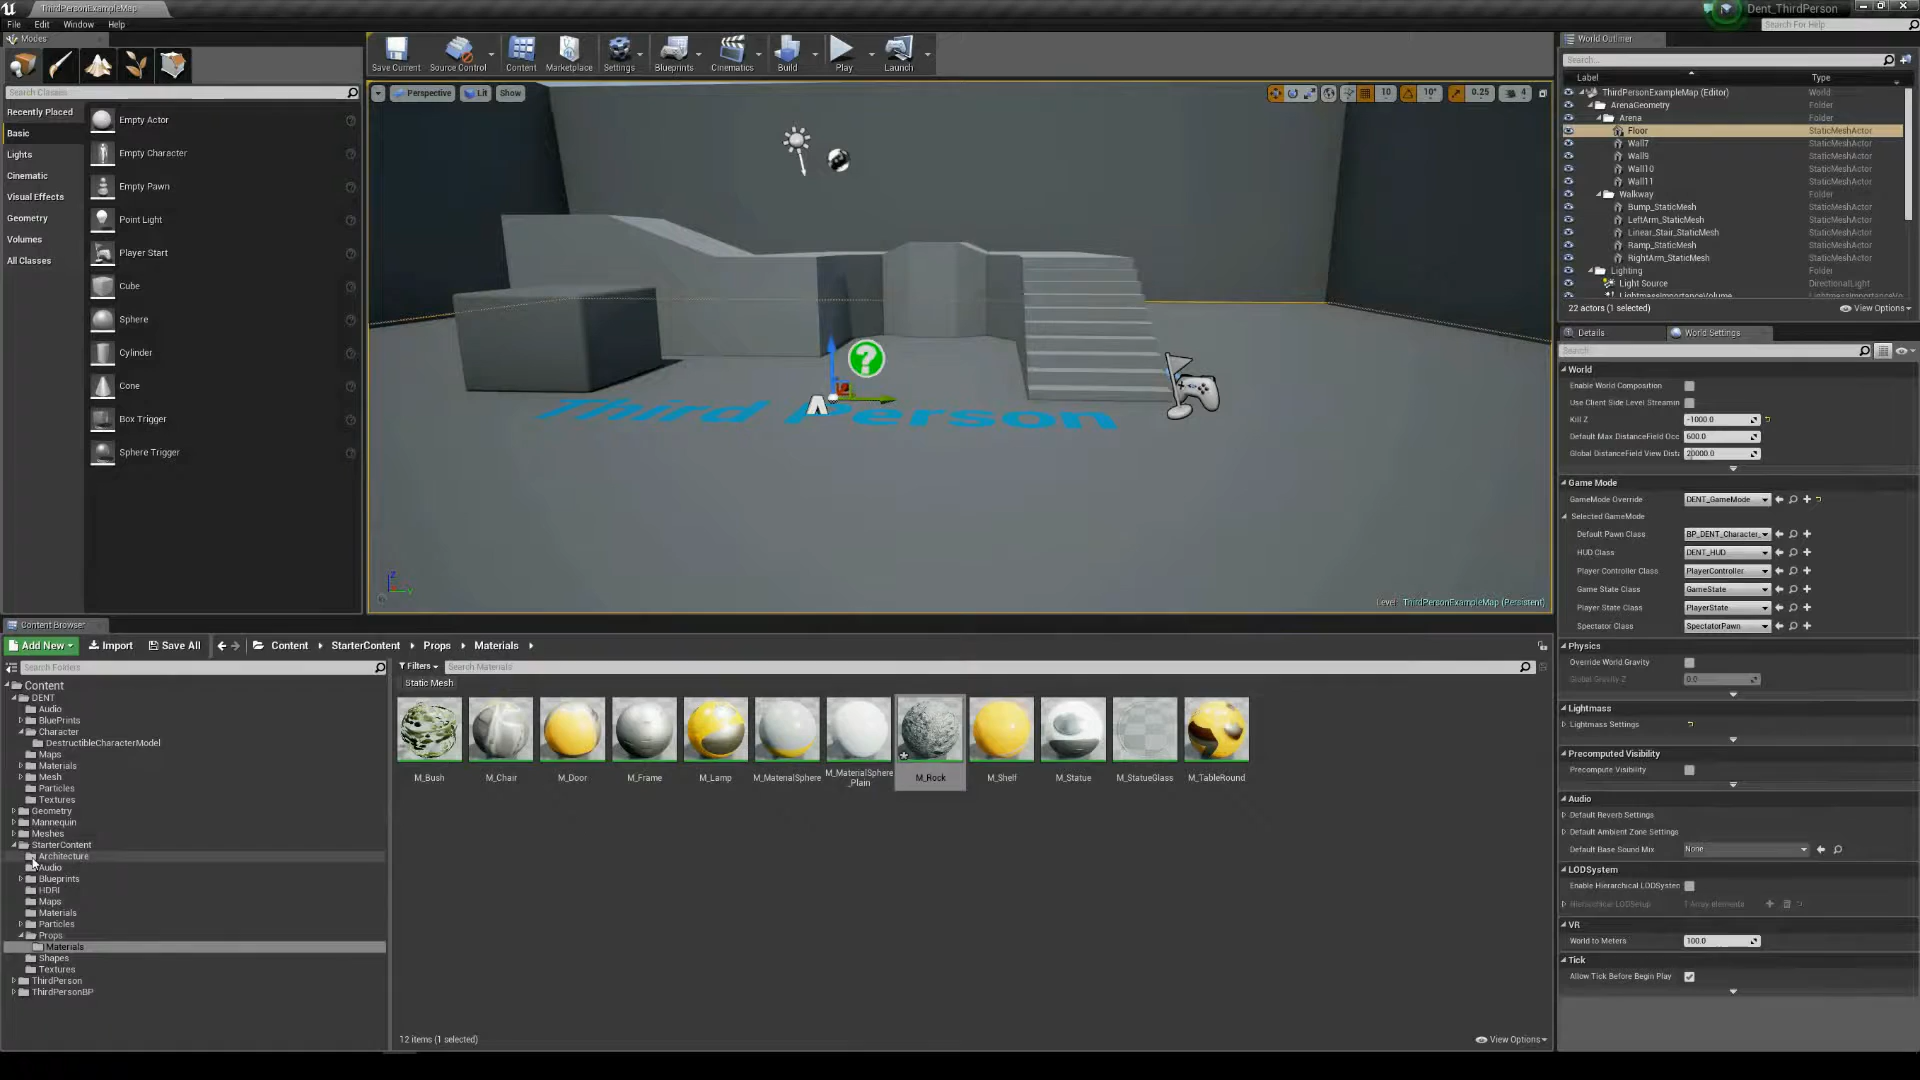 ThirdPersonExampleMap
Dent_ThirdPerson
File Edit Window Help
Search For Help
Modes
Search Classes
Recently Placed
Basic
Lights
Cinematic
Visual Effects
Geometry
Volumes
All Classes
Empty Actor
Empty Character
Empty Pawn
Point Light
Player Start
Cube
Sphere
Cylinder
Cone
Box Trigger
Sphere Trigger
Save Current
Source Control
Content
Marketplace
Settings
Blueprints
Cinematics
Build
Play
Launch
Perspective Lit Show
10 10° 0.25 4
Third Person
Level: ThirdPersonExampleMap (Persistent)
World Outliner
Search...
Label Type
ThirdPersonExampleMap (Editor) World
ArenaGeometry Folder
Arena Folder
Floor StaticMeshActor
Wall7 StaticMeshActor
Wall9 StaticMeshActor
Wall10 StaticMeshActor
Wall11 StaticMeshActor
Walkway Folder
Bump_StaticMesh StaticMeshActor
LeftArm_StaticMesh StaticMeshActor
Linear_Stair_StaticMesh StaticMeshActor
Ramp_StaticMesh StaticMeshActor
RightArm_StaticMesh StaticMeshActor
Lighting Folder
Light Source DirectionalLight
LightmassImportanceVolume
22 actors (1 selected) View Options
Details World Settings
Search
World
Enable World Composition
Use Client Side Level Streamin
Kill Z -1000.0
Default Max DistanceField Occ 600.0
Global DistanceField View Dista 20000.0
Game Mode
GameMode Override DENT_GameMode
Selected GameMode
Default Pawn Class BP_DENT_Character_
HUD Class DENT_HUD
Player Controller Class PlayerController
Game State Class GameState
Player State Class PlayerState
Spectator Class SpectatorPawn
Physics
Override World Gravity
Global Gravity Z 0.0
Lightmass
Lightmass Settings
Precomputed Visibility
Precompute Visibility
Audio
Default Reverb Settings
Default Ambient Zone Settings
Default Base Sound Mix None
LODSystem
Enable Hierarchical LODSystem
Hierarchical LODSetup 1 Array elements
VR
World to Meters 100.0
Tick
Allow Tick Before Begin Play
Content Browser
Add New Import Save All Content StarterContent Props Materials
Search Folders
Content
DENT
Audio
BluePrints
Character
DestructibleCharacterModel
Maps
Materials
Mesh
Particles
Textures
Geometry
Mannequin
Meshes
StarterContent
Architecture
Audio
Blueprints
HDRI
Maps
Materials
Particles
Props
Materials
Shapes
Textures
ThirdPerson
ThirdPersonBP
Filters Search Materials
Static Mesh
M_Bush
M_Chair
M_Door
M_Frame
M_Lamp
M_MaterialSphere
M_MaterialSphere
_Plain
M_Rock
M_Shelf
M_Statue
M_StatueGlass
M_TableRound
12 items (1 selected) View Options